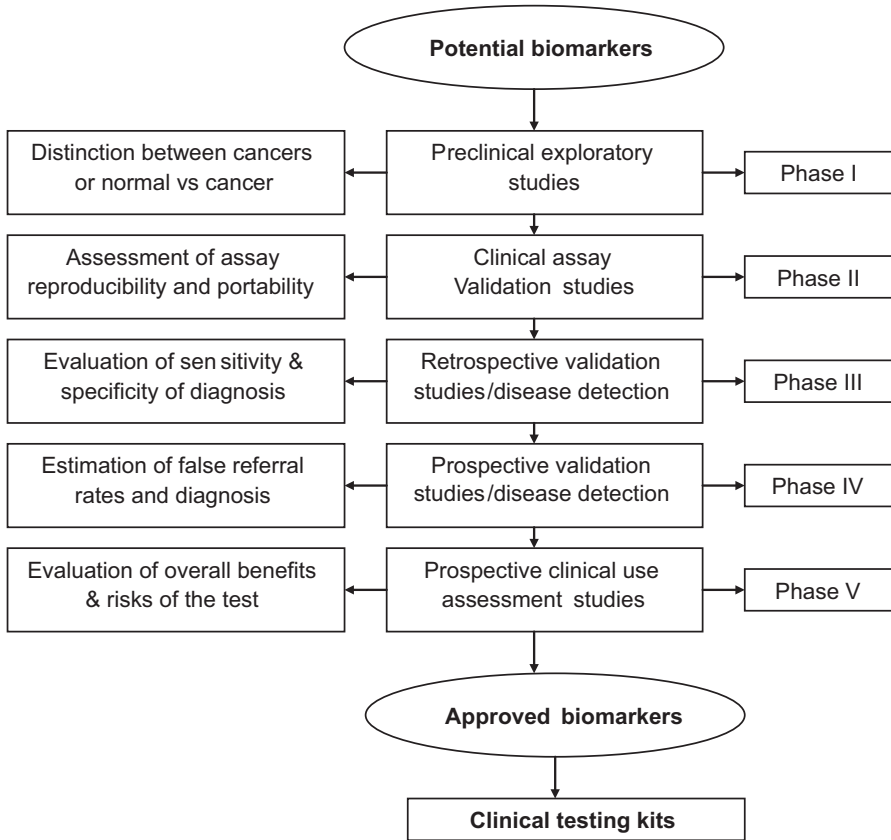 Potential biomarkers
Distinction between cancers
or normal vs cancer
Preclinical exploratory
studies
Phase I
Assessment of assay
reproducibility and portability
Clinical assay
Validation studies
Phase II
Evaluation of sen sitivity &
specificity of diagnosis
Retrospective validation
studies/disease detection
Phase III
Estimation of false referral
rates and diagnosis
Prospective validation
studies/disease detection
Phase IV
Evaluation of overall benefits
& risks of the test
Prospective clinical use
assessment studies
Phase V
Approved biomarkers
Clinical testing kits